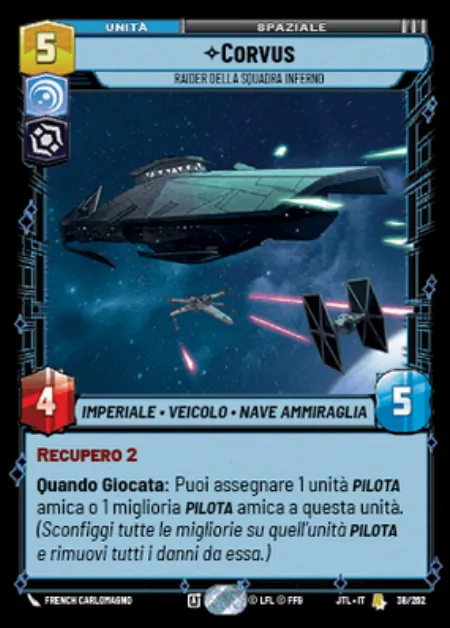 UNITÀ
SPAZIALE
5
CORVUS
RAIDER DELLA SQUADRA INFERNO
4
IMPERIALE • VEICOLO • NAVE AMMIRAGLIA
5
RECUPERO 2
Quando Giocata: Puoi assegnare 1 unità PILOTA
amica o 1 miglioria PILOTA amica a questa unità.
(Sconfiggi tutte le migliorie su quell'unità PILOTA
e rimuovi tutti i danni da essa.)
FRENCH CARLOMAGNO
© LFL © FFG
JTL • IT
38/262